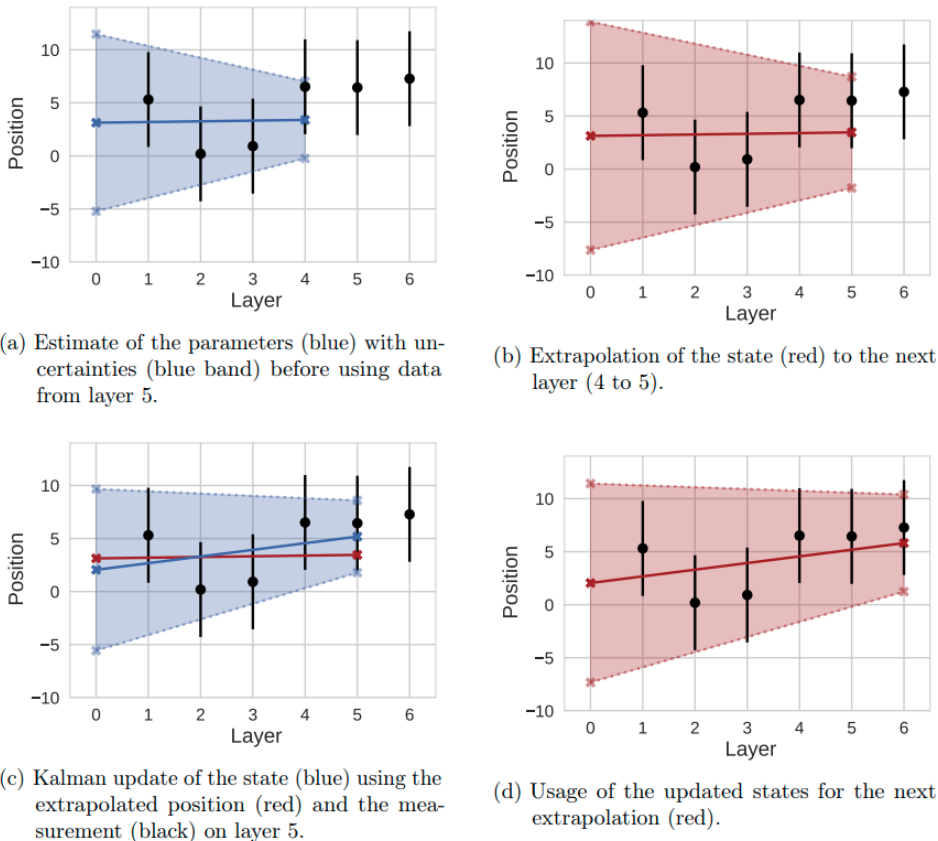 10
5
0
−5
−10
Position
0 1 2 3 4 5 6
Layer
(a) Estimate of the parameters (blue) with un-
certainties (blue band) before using data
from layer 5.
10
5
0
−5
−10
Position
0 1 2 3 4 5 6
Layer
(b) Extrapolation of the state (red) to the next
layer (4 to 5).
10
5
0
−5
−10
Position
0 1 2 3 4 5 6
Layer
(c) Kalman update of the state (blue) using the
extrapolated position (red) and the mea-
surement (black) on layer 5.
10
5
0
−5
−10
Position
0 1 2 3 4 5 6
Layer
(d) Usage of the updated states for the next
extrapolation (red).